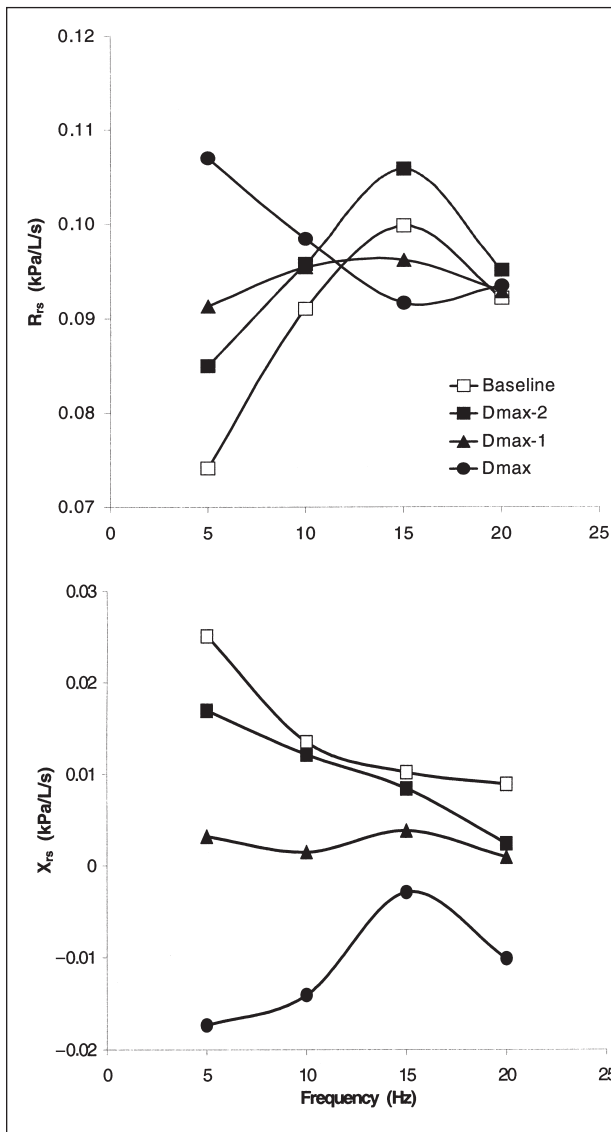 0.12
0.11
0.10
0.09
0.08
0.07
R_rs (kPa/L/s)
Baseline
Dmax-2
Dmax-1
Dmax
0 5 10 15 20 25
0.03
0.02
0.01
0
−0.01
−0.02
X_rs (kPa/L/s)
0 5 10 15 20 25
Frequency (Hz)